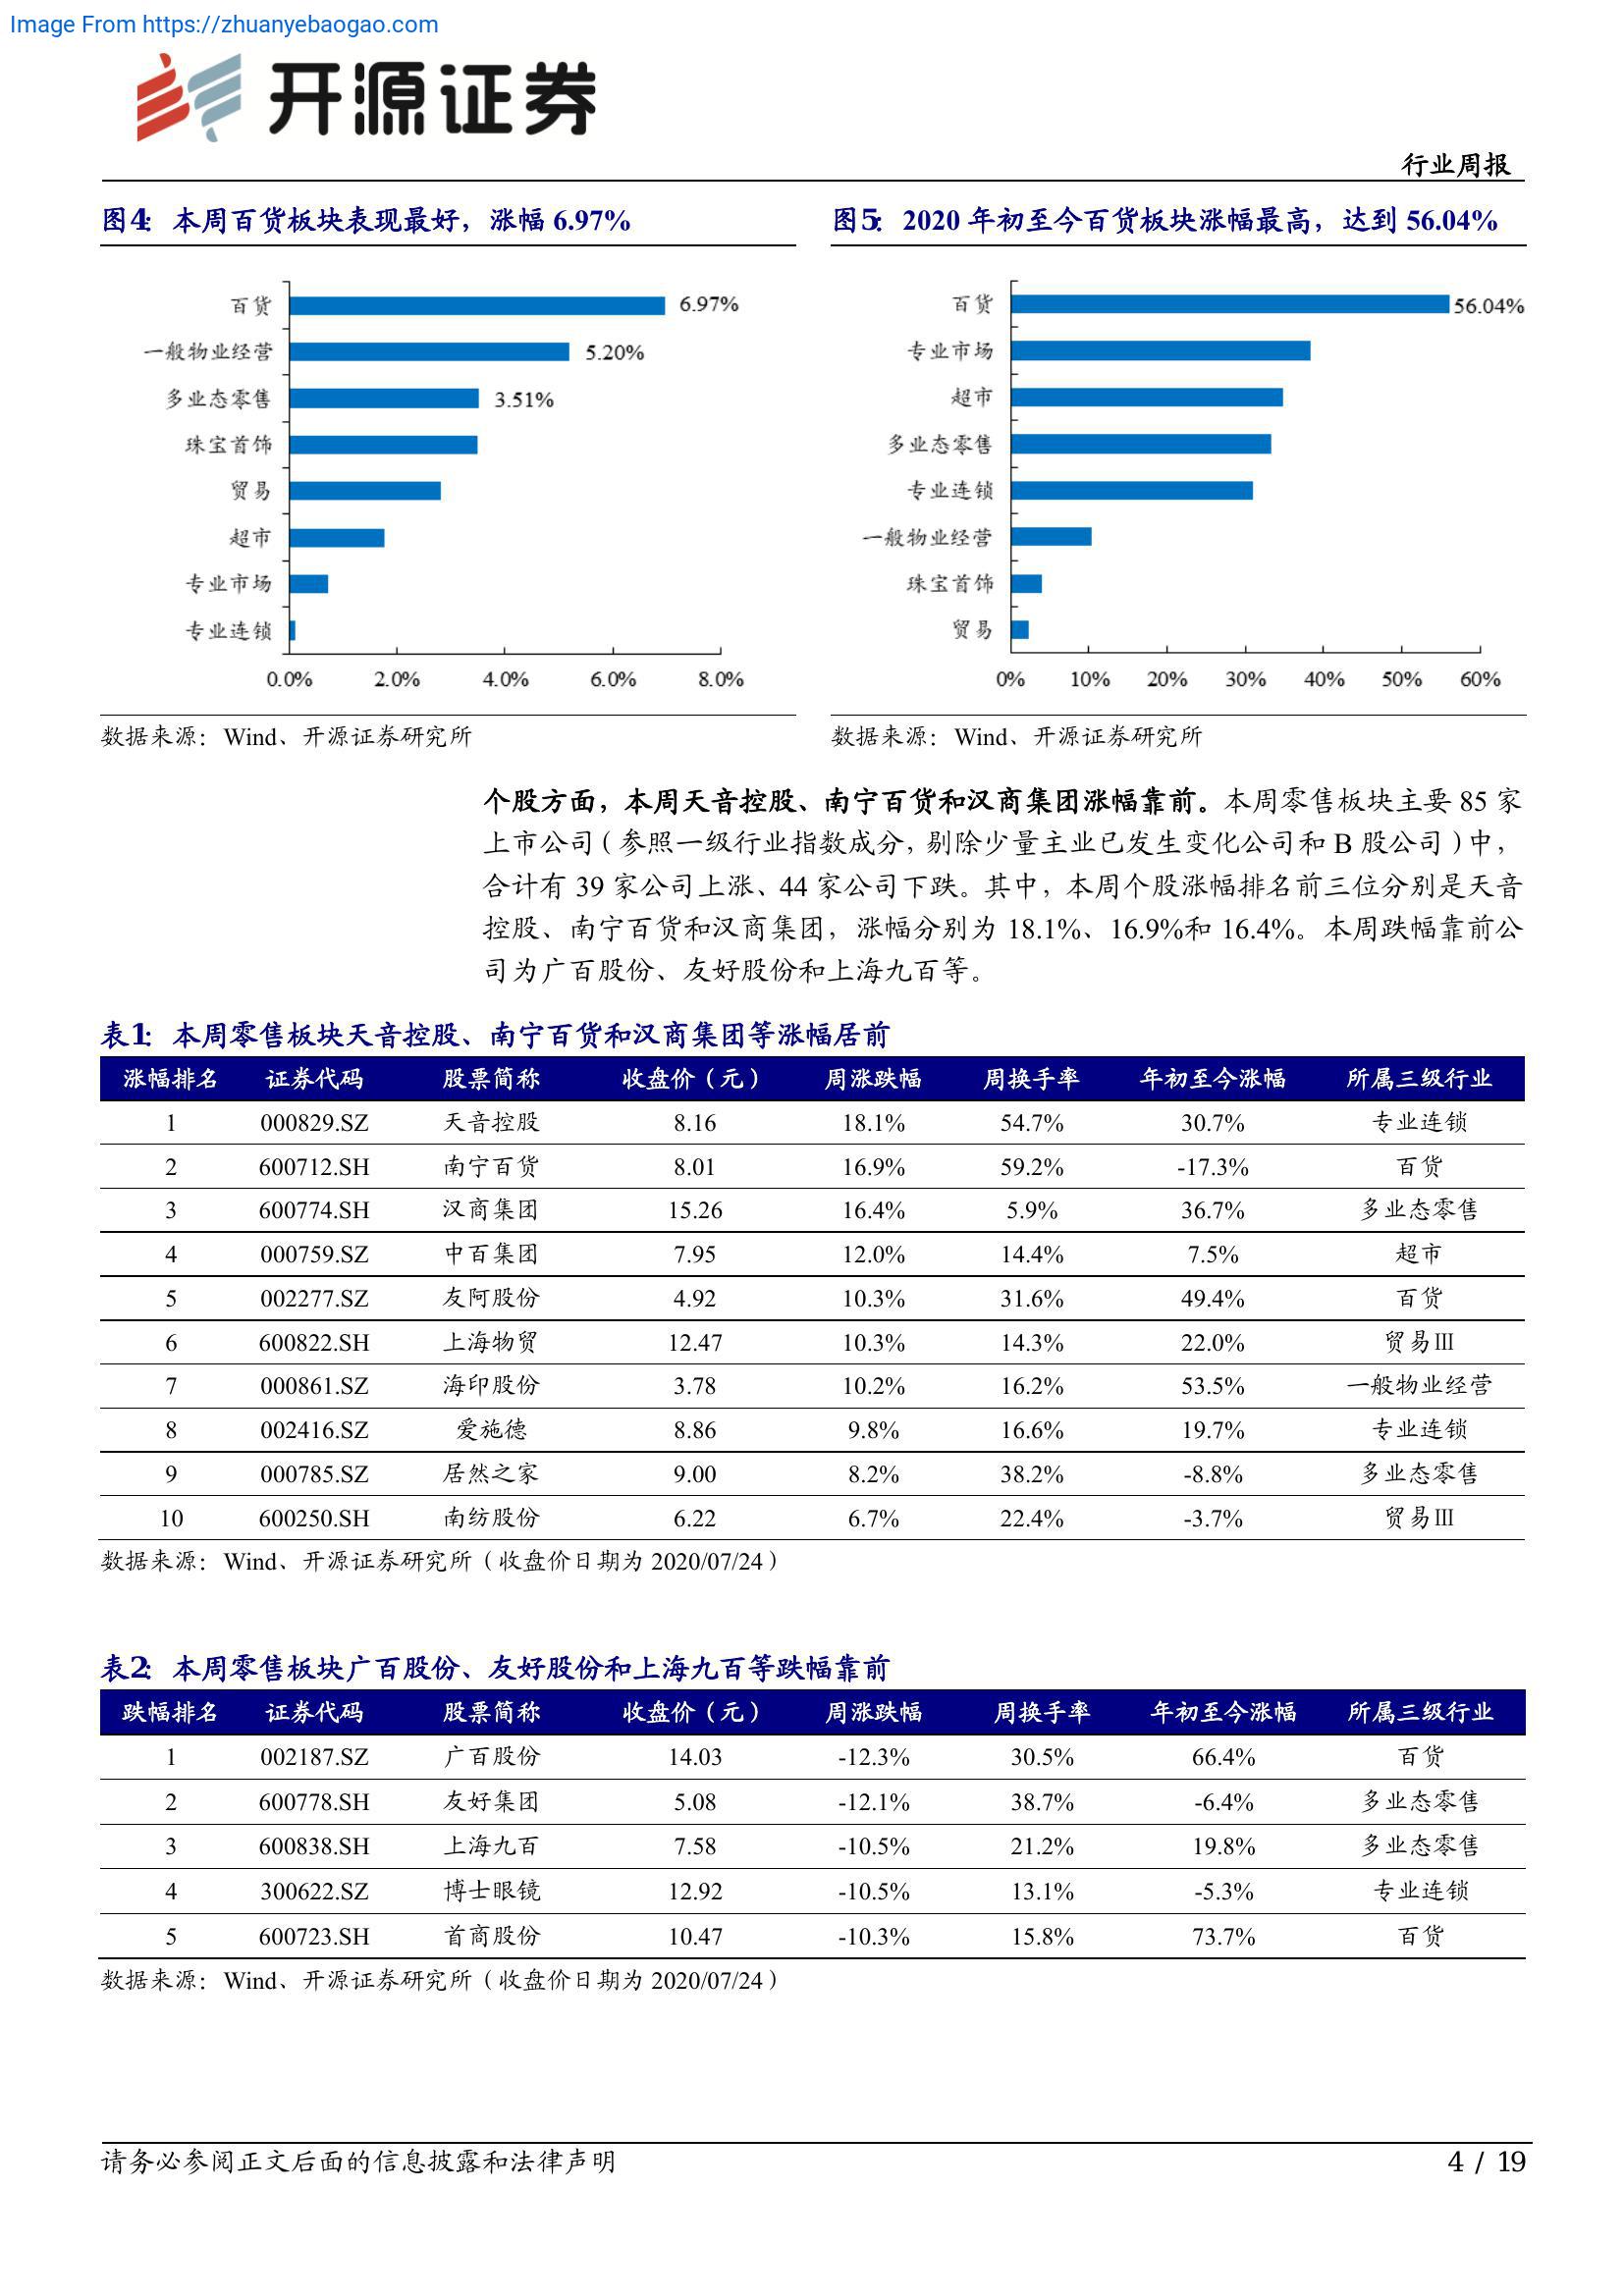 Image From https://zhuanyebaogao.com
开源证券
行业周报
图4： 本周百货板块表现最好，涨幅 6.97%
百货 6.97%
一般物业经营 5.20%
多业态零售 3.51%
珠宝首饰
贸易
超市
专业市场
专业连锁
0.0% 2.0% 4.0% 6.0% 8.0%
数据来源：Wind、开源证券研究所
图5： 2020 年初至今百货板块涨幅最高，达到 56.04%
百货 56.04%
专业市场
超市
多业态零售
专业连锁
一般物业经营
珠宝首饰
贸易
0% 10% 20% 30% 40% 50% 60%
数据来源：Wind、开源证券研究所
个股方面，本周天音控股、南宁百货和汉商集团涨幅靠前。本周零售板块主要 85 家
上市公司（参照一级行业指数成分，剔除少量主业已发生变化公司和 B 股公司）中，
合计有 39 家公司上涨、44 家公司下跌。其中，本周个股涨幅排名前三位分别是天音
控股、南宁百货和汉商集团，涨幅分别为 18.1%、16.9%和 16.4%。本周跌幅靠前公
司为广百股份、友好股份和上海九百等。
表1： 本周零售板块天音控股、南宁百货和汉商集团等涨幅居前
涨幅排名 证券代码 股票简称 收盘价（元） 周涨跌幅 周换手率 年初至今涨幅 所属三级行业
1 000829.SZ 天音控股 8.16 18.1% 54.7% 30.7% 专业连锁
2 600712.SH 南宁百货 8.01 16.9% 59.2% -17.3% 百货
3 600774.SH 汉商集团 15.26 16.4% 5.9% 36.7% 多业态零售
4 000759.SZ 中百集团 7.95 12.0% 14.4% 7.5% 超市
5 002277.SZ 友阿股份 4.92 10.3% 31.6% 49.4% 百货
6 600822.SH 上海物贸 12.47 10.3% 14.3% 22.0% 贸易Ⅲ
7 000861.SZ 海印股份 3.78 10.2% 16.2% 53.5% 一般物业经营
8 002416.SZ 爱施德 8.86 9.8% 16.6% 19.7% 专业连锁
9 000785.SZ 居然之家 9.00 8.2% 38.2% -8.8% 多业态零售
10 600250.SH 南纺股份 6.22 6.7% 22.4% -3.7% 贸易Ⅲ
数据来源：Wind、开源证券研究所（收盘价日期为 2020/07/24）
表2： 本周零售板块广百股份、友好股份和上海九百等跌幅靠前
跌幅排名 证券代码 股票简称 收盘价（元） 周涨跌幅 周换手率 年初至今涨幅 所属三级行业
1 002187.SZ 广百股份 14.03 -12.3% 30.5% 66.4% 百货
2 600778.SH 友好集团 5.08 -12.1% 38.7% -6.4% 多业态零售
3 600838.SH 上海九百 7.58 -10.5% 21.2% 19.8% 多业态零售
4 300622.SZ 博士眼镜 12.92 -10.5% 13.1% -5.3% 专业连锁
5 600723.SH 首商股份 10.47 -10.3% 15.8% 73.7% 百货
数据来源：Wind、开源证券研究所（收盘价日期为 2020/07/24）
请务必参阅正文后面的信息披露和法律声明
4 / 19